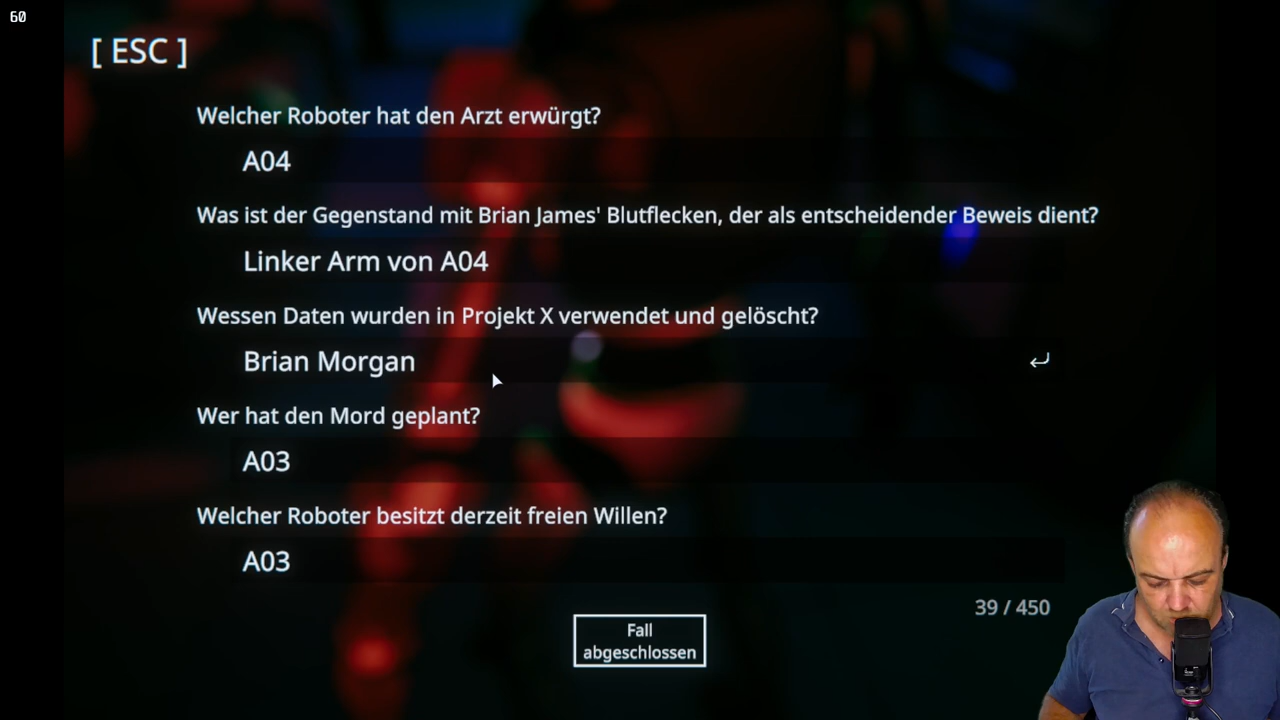 60
[ ESC ]
Welcher Roboter hat den Arzt erwürgt?
A04
Was ist der Gegenstand mit Brian James' Blutflecken, der als entscheidender Beweis dient?
Linker Arm von A04
Wessen Daten wurden in Projekt X verwendet und gelöscht?
Brian Morgan
Wer hat den Mord geplant?
A03
Welcher Roboter besitzt derzeit freien Willen?
A03
39 / 450
Fall
abgeschlossen